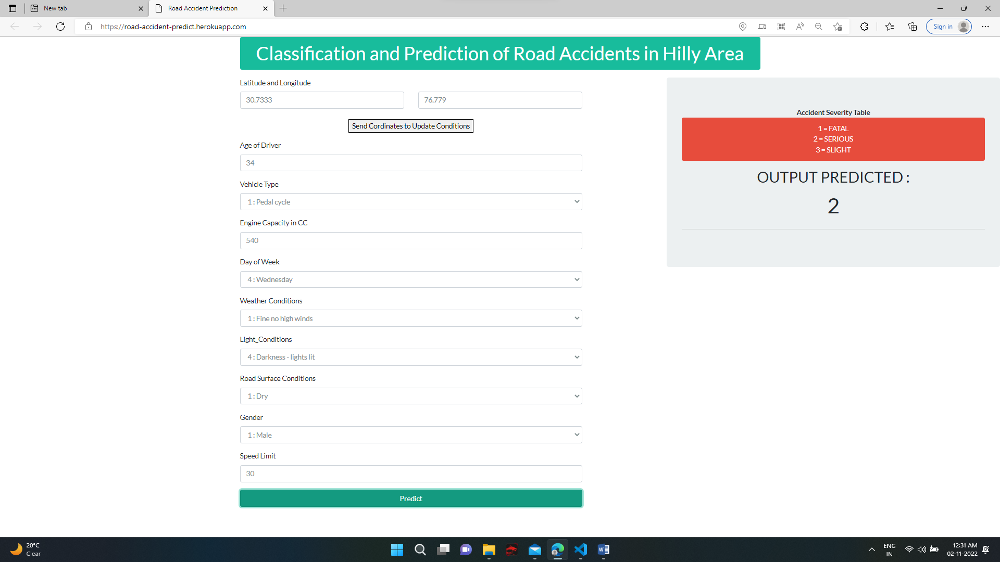 New tab
Road Accident Prediction
https://road-accident-predict.herokuapp.com
Sign in
Classification and Prediction of Road Accidents in Hilly Area
Latitude and Longitude
30.7333
76.779
Send Cordinates to Update Conditions
Age of Driver
34
Vehicle Type
1 : Pedal cycle
Engine Capacity in CC
540
Day of Week
4 : Wednesday
Weather Conditions
1 : Fine no high winds
Light_Conditions
4 : Darkness - lights lit
Road Surface Conditions
1 : Dry
Gender
1 : Male
Speed Limit
30
Predict
Accident Severity Table
1 = FATAL
2 = SERIOUS
3 = SLIGHT
OUTPUT PREDICTED :
2
20°C
Clear
ENG
IN
12:31 AM
02-11-2022